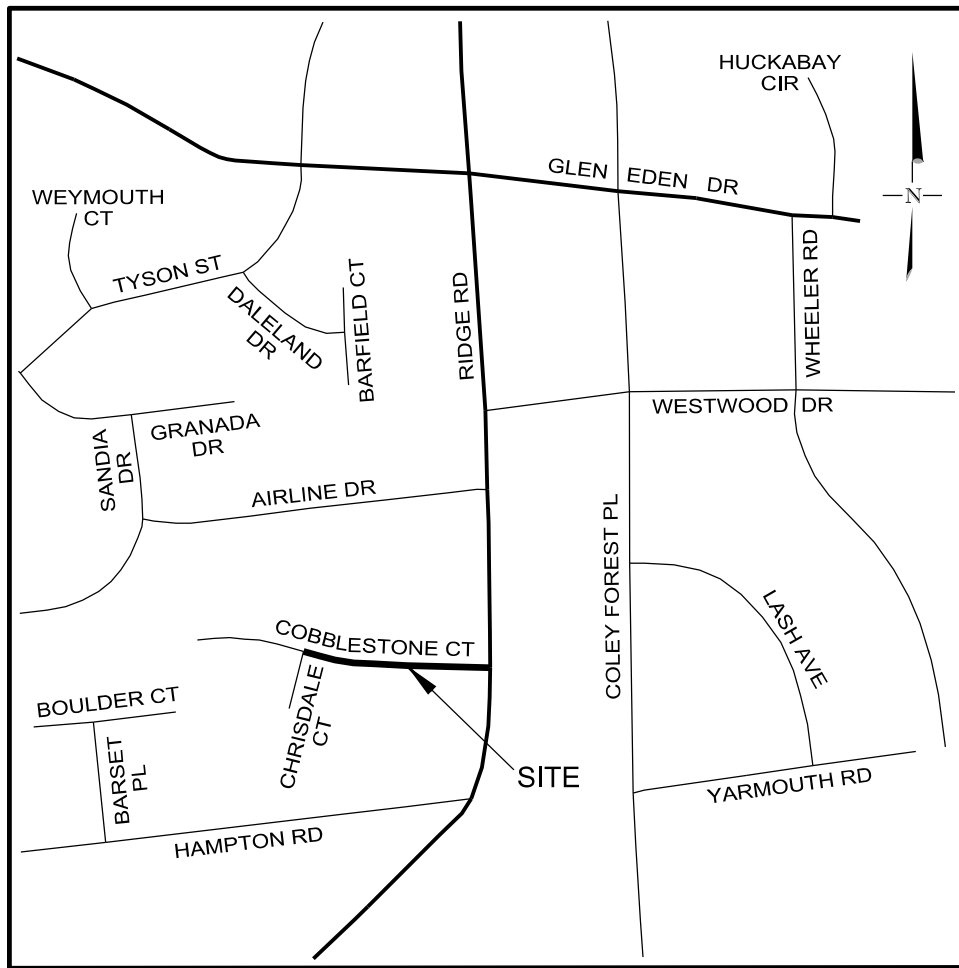 HUCKABAY
CIR
GLEN EDEN DR
WEYMOUTH
CT
N
TYSON ST
DALELAND
DR
BARFIELD CT
RIDGE RD
WHEELER RD
WESTWOOD DR
GRANADA
DR
SANDIA
DR
AIRLINE DR
COLEY FOREST PL
LASH AVE
COBBLESTONE CT
BOULDER CT
CHRISDALE
CT
BARSET
PL
SITE
YARMOUTH RD
HAMPTON RD